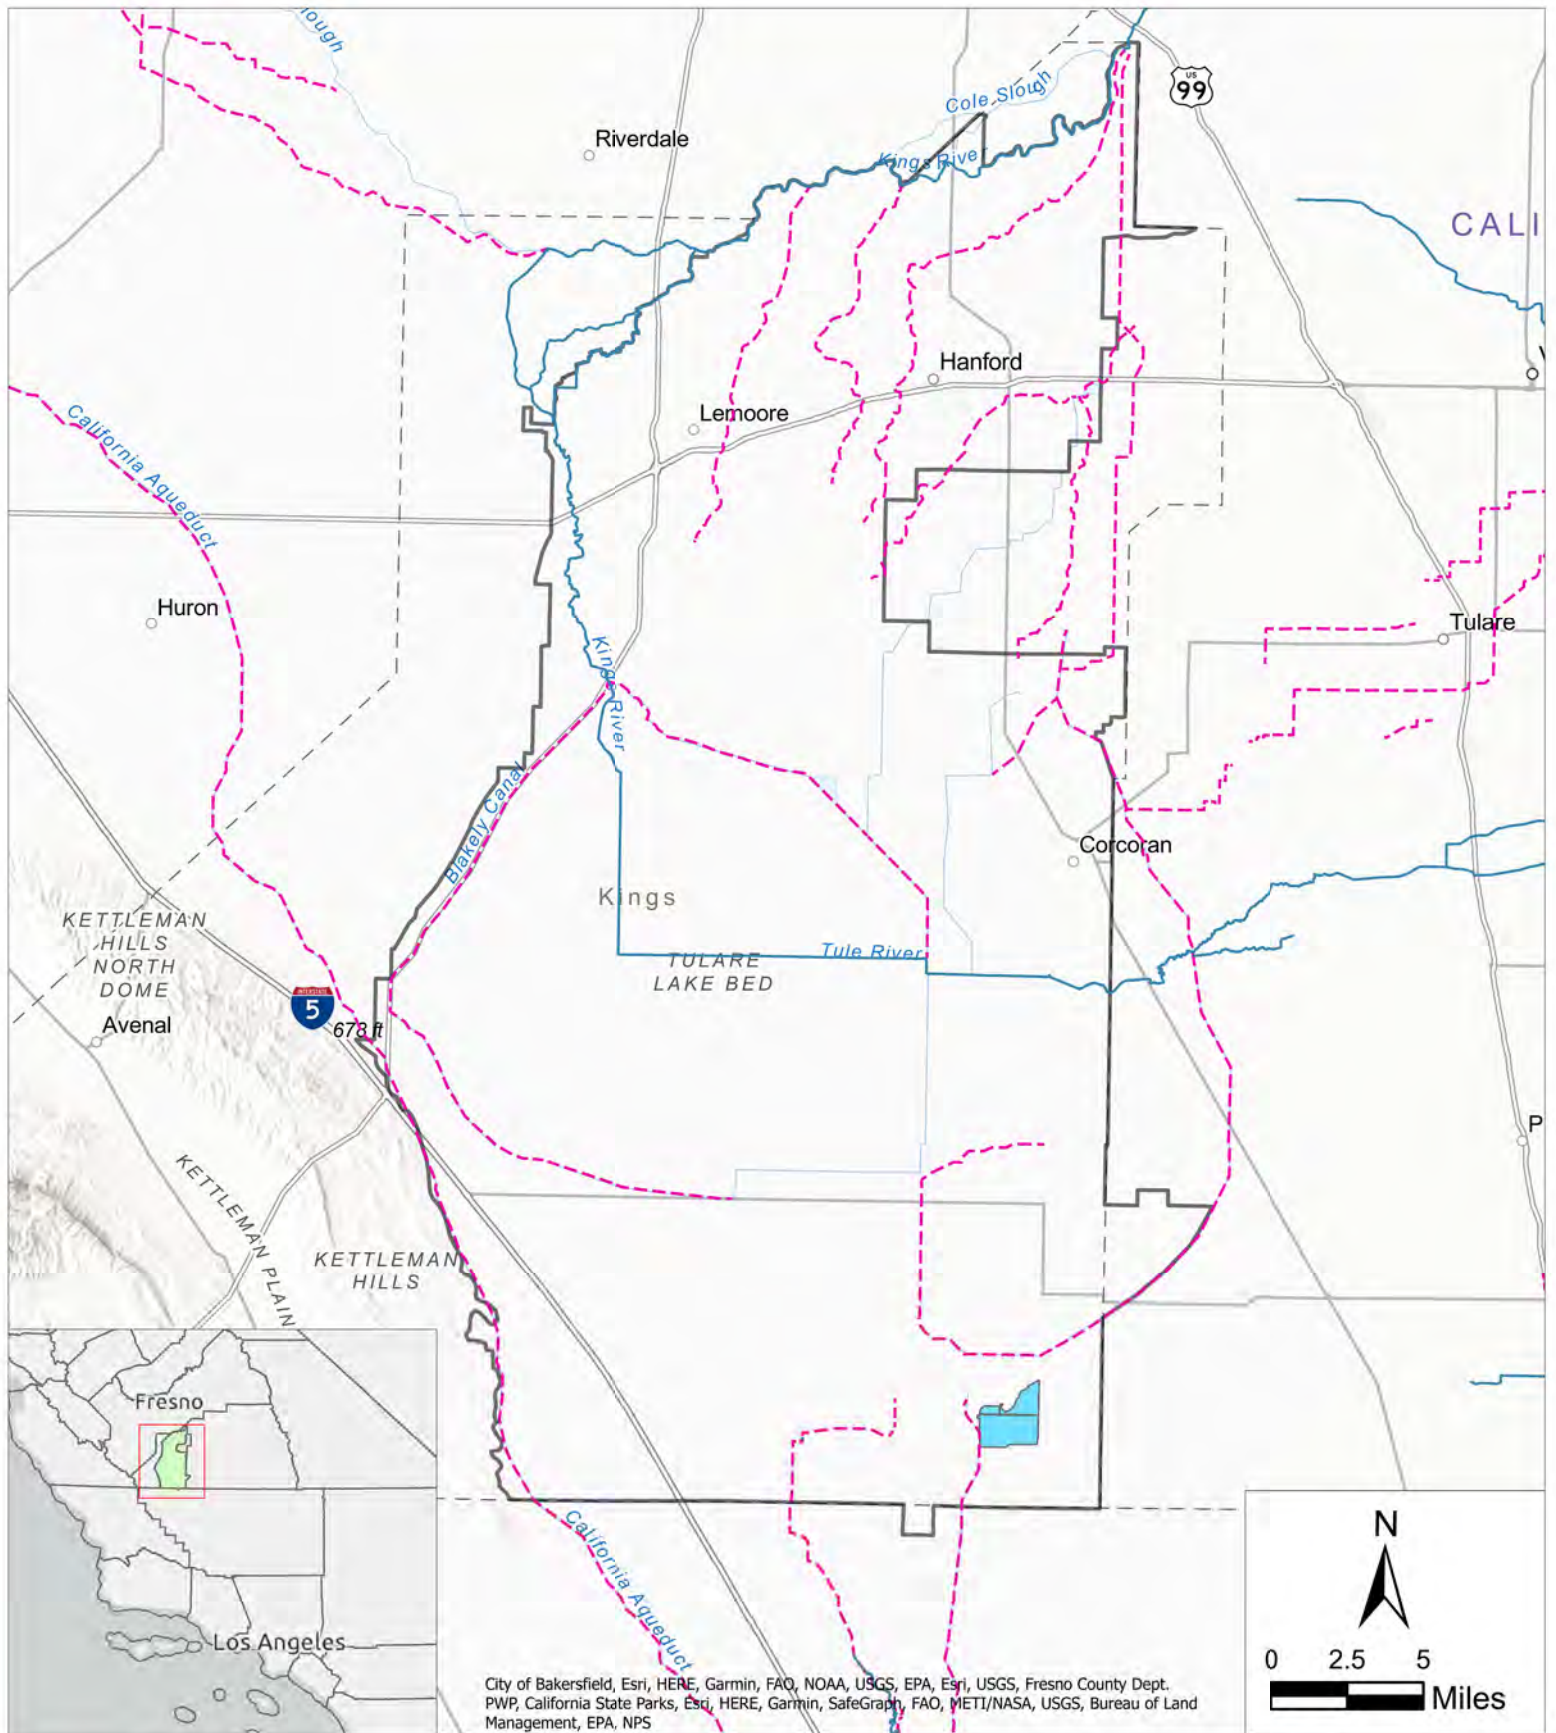 lough
US
99
Cole Slough
Riverdale
Kings River
CALI
Hanford
Lemoore
California Aqueduct
Huron
Tulare
Kings River
Blakely Canal
Corcoran
Kings
KETTLEMAN
HILLS
NORTH
DOME
Tule River
TULARE
LAKE BED
INTERSTATE
5
678 ft
Avenal
P
KETTLEMAN PLAIN
KETTLEMAN
HILLS
Fresno
Los Angeles
California Aqueduct
N
0 2.5 5
Miles
City of Bakersfield, Esri, HERE, Garmin, FAO, NOAA, USGS, EPA, Esri, USGS, Fresno County Dept.
PWP, California State Parks, Esri, HERE, Garmin, SafeGraph, FAO, METI/NASA, USGS, Bureau of Land
Management, EPA, NPS